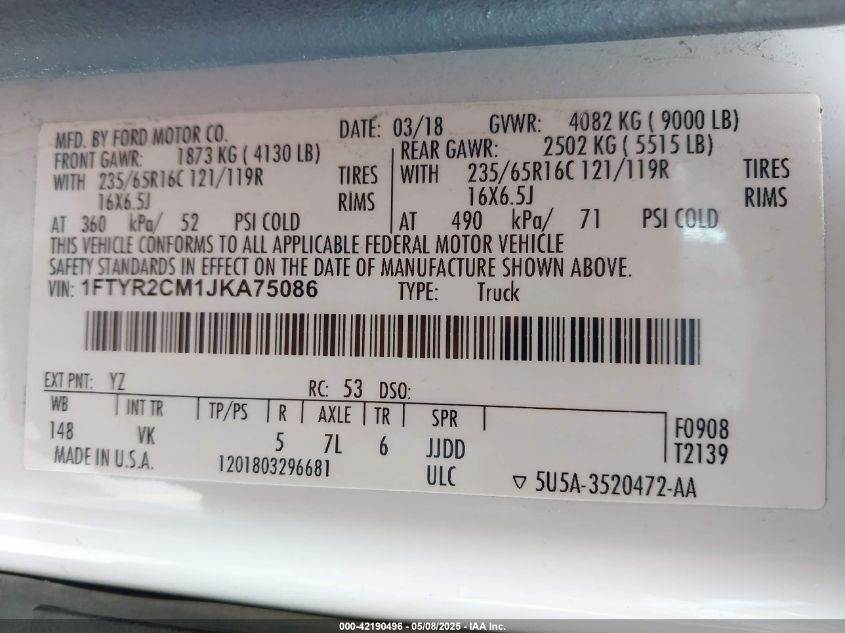 MFD. BY FORD MOTOR CO. DATE: 03/18 GVWR: 4082 KG ( 9000 LB)
FRONT GAWR: 1873 KG ( 4130 LB) REAR GAWR: 2502 KG ( 5515 LB)
WITH 235/65R16C 121/119R TIRES WITH 235/65R16C 121/119R TIRES
16X6.5J RIMS 16X6.5J RIMS
AT 360 kPa/ 52 PSI COLD AT 490 kPa/ 71 PSI COLD
THIS VEHICLE CONFORMS TO ALL APPLICABLE FEDERAL MOTOR VEHICLE
SAFETY STANDARDS IN EFFECT ON THE DATE OF MANUFACTURE SHOWN ABOVE.
VIN: 1FTYR2CM1JKA75086 TYPE: Truck
EXT PNT: YZ RC: 53 DSO:
WB INT TR TP/PS R AXLE TR SPR
148 VK 5 7L 6 JJDD F0908
MADE IN U.S.A. 1201803296681 ULC T2139
▽ 5U5A-3520472-AA
000-42190496 - 05/08/2025 - IAA Inc.